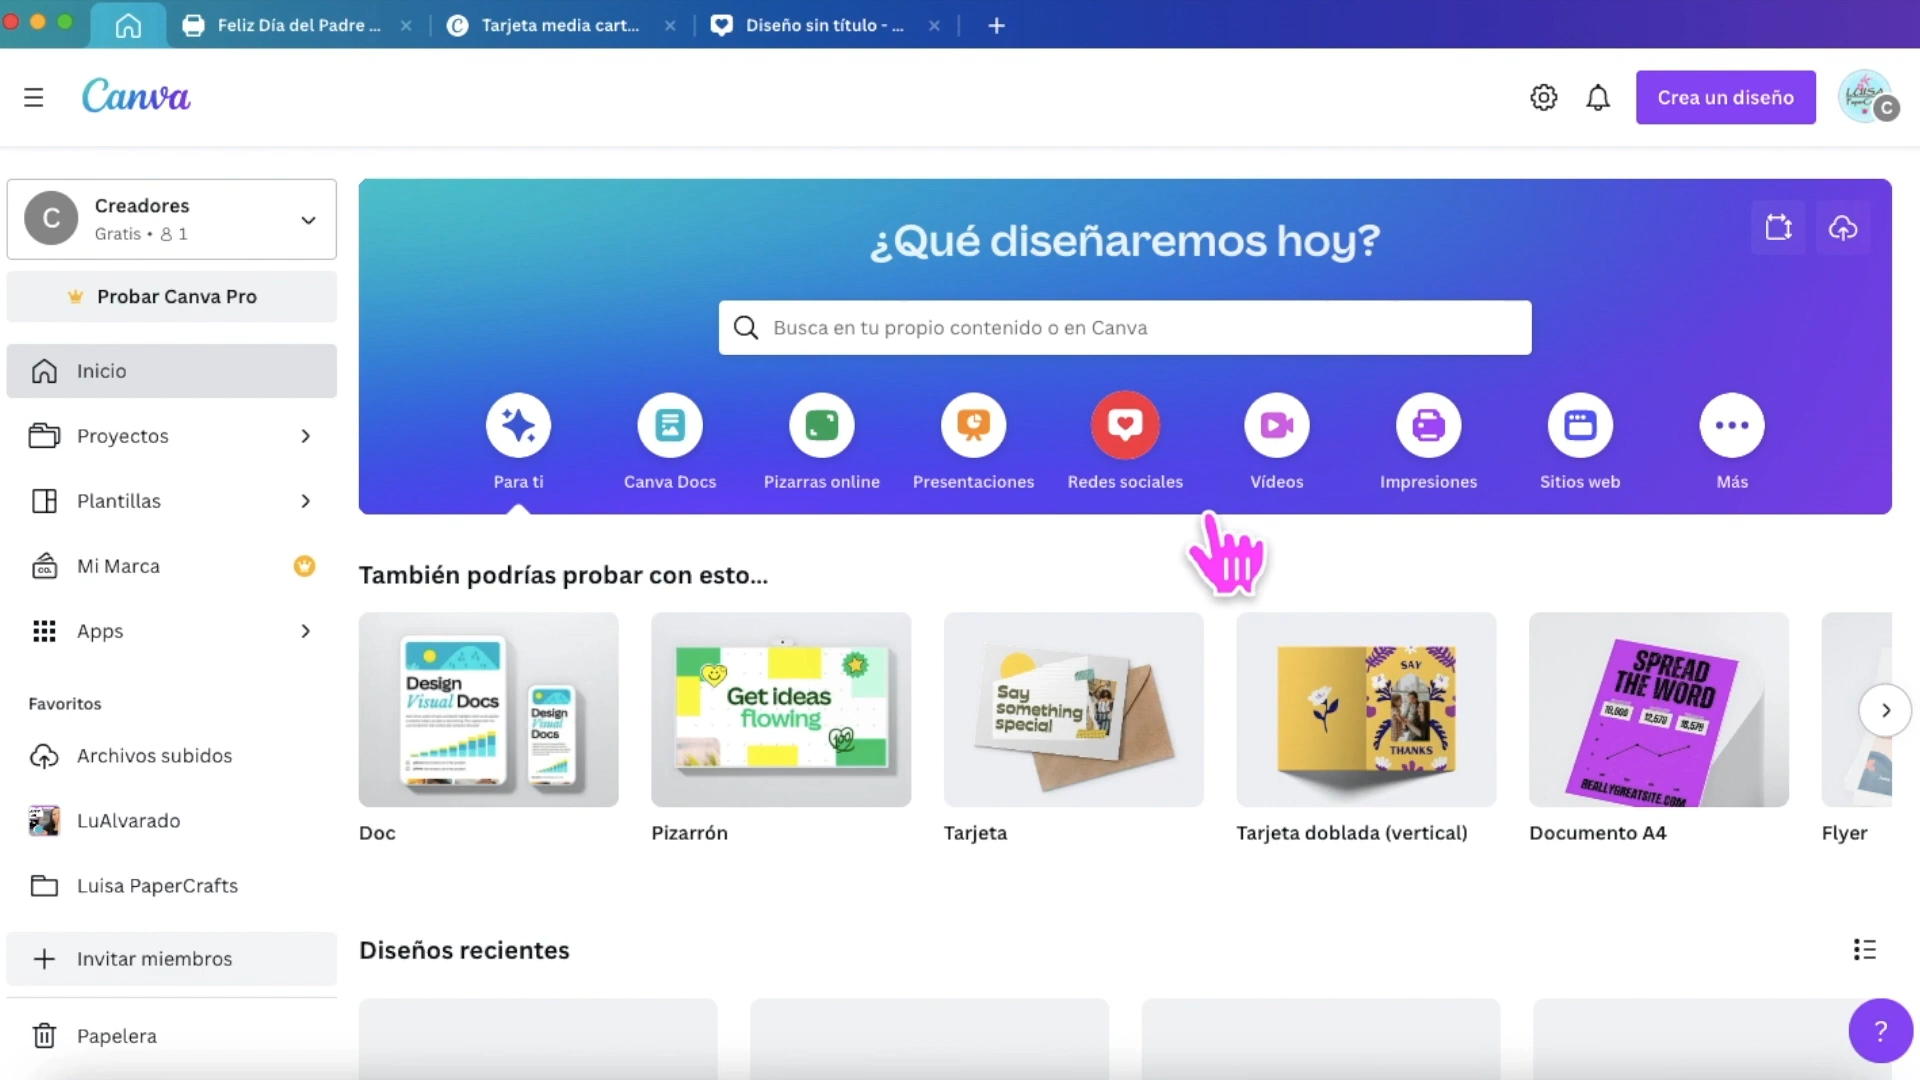 Feliz Día del Padre ...
Tarjeta media cart...
Diseño sin título - ...
Canva
Crea un diseño
C
C
Creadores
Gratis • 1
Probar Canva Pro
Inicio
Proyectos
Plantillas
Mi Marca
Apps
Favoritos
Archivos subidos
LuAlvarado
Luisa PaperCrafts
Invitar miembros
Papelera
¿Qué diseñaremos hoy?
Busca en tu propio contenido o en Canva
Para ti
Canva Docs
Pizarras online
Presentaciones
Redes sociales
Vídeos
Impresiones
Sitios web
Más
También podrías probar con esto...
Design
Visual Docs
Design
Visual
Docs
Get ideas
flowing
100
Say
something
special
SAY
THANKS
SPREAD
THE WORD
REALLYGREATSITE.COM
Doc
Pizarrón
Tarjeta
Tarjeta doblada (vertical)
Documento A4
Flyer
Diseños recientes
?